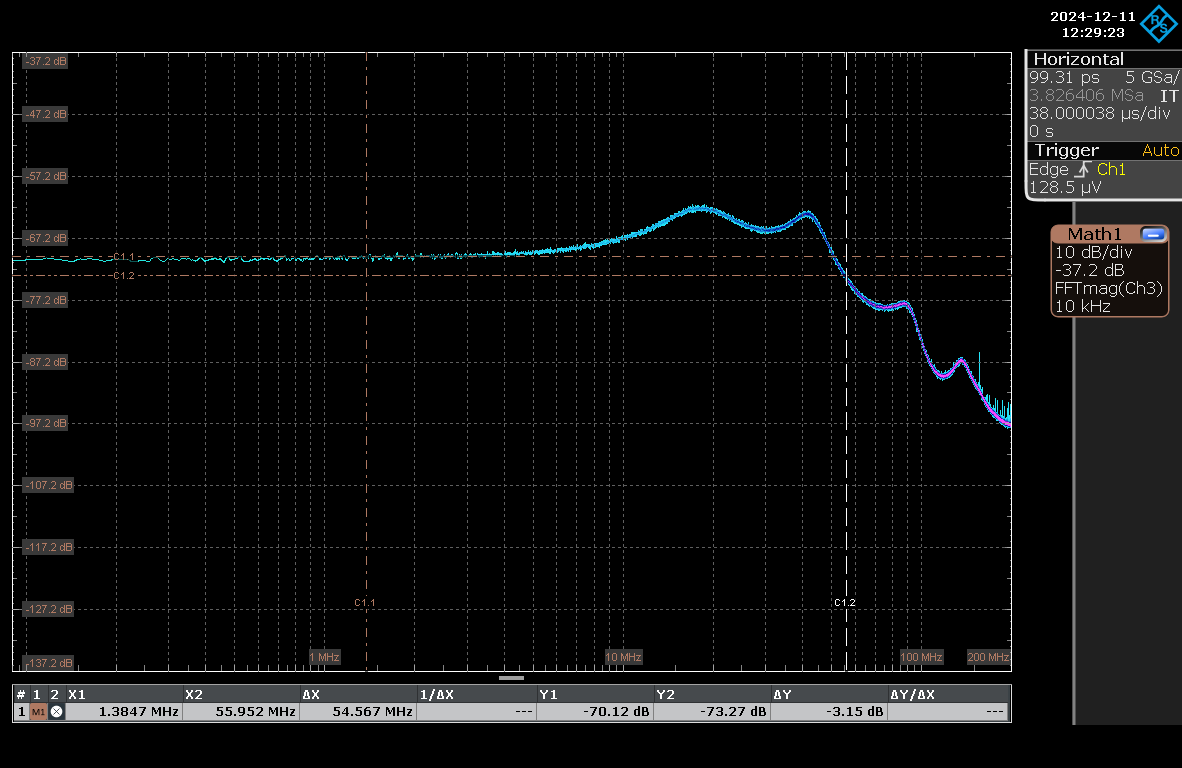 2024-12-11
12:29:23
R&S
Horizontal
99.31 ps 5 GSa/
3.826406 MSa IT
38.000038 µs/div
0 s
Trigger Auto
Edge Ch1
128.5 µV
Math1
10 dB/div
-37.2 dB
FFTmag(Ch3)
10 kHz
-37.2 dB
-47.2 dB
-57.2 dB
-67.2 dB
C1.1
C1.2
-77.2 dB
-87.2 dB
-97.2 dB
-107.2 dB
-117.2 dB
-127.2 dB
C1.1 C1.2
-137.2 dB
1 MHz 10 MHz 100 MHz 200 MHz
# 1 2 X1 X2 ΔX 1/ΔX Y1 Y2 ΔY ΔY/ΔX
1 M1 1.3847 MHz 55.952 MHz 54.567 MHz --- -70.12 dB -73.27 dB -3.15 dB ---